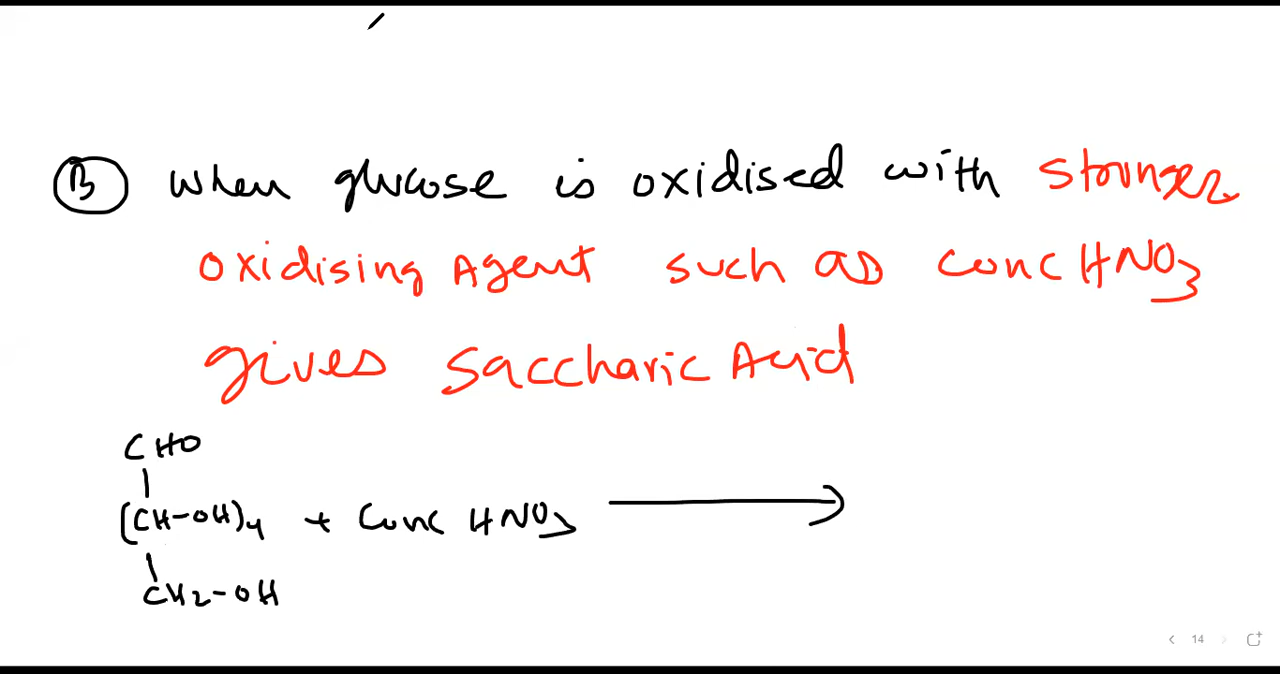 B when glucose is oxidised with stronger
oxidising Agent such as conc HNO3
gives Saccharic Acid
CHO
|
(CH-OH)4 + Conc HNO3 ⟶
|
CH2-OH
14